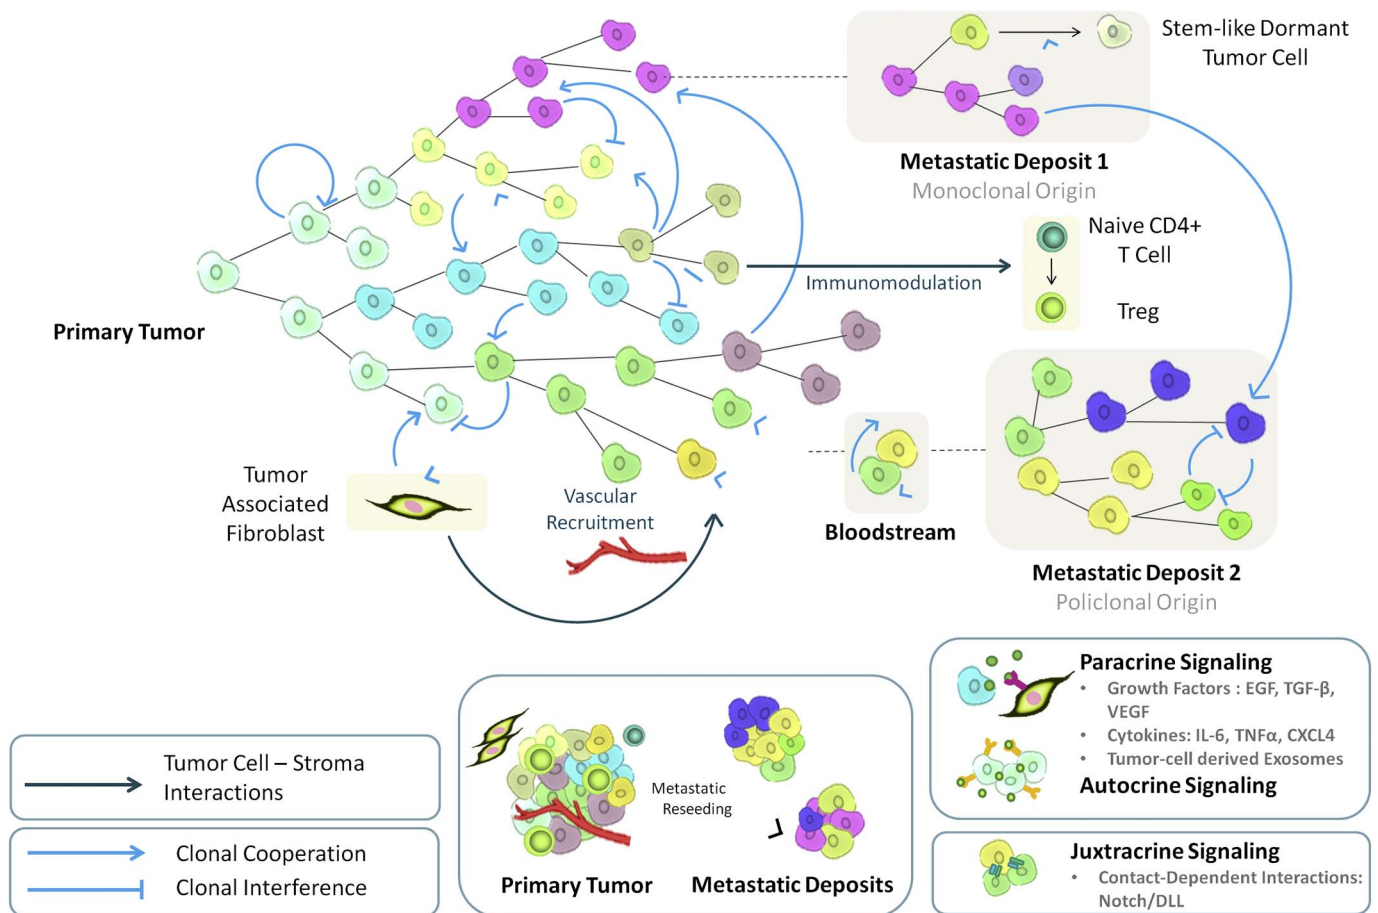 Stem-like Dormant
Tumor Cell
Metastatic Deposit 1
Monoclonal Origin
Naive CD4+
T Cell
Immunomodulation
Treg
Primary Tumor
Tumor
Associated
Fibroblast
Vascular
Recruitment
Bloodstream
Metastatic Deposit 2
Policlonal Origin
Tumor Cell – Stroma
Interactions
Clonal Cooperation
Clonal Interference
Metastatic
Reseeding
Primary Tumor
Metastatic Deposits
Paracrine Signaling
• Growth Factors : EGF, TGF-β,
VEGF
• Cytokines: IL-6, TNFα, CXCL4
• Tumor-cell derived Exosomes
Autocrine Signaling
Juxtracrine Signaling
• Contact-Dependent Interactions:
Notch/DLL